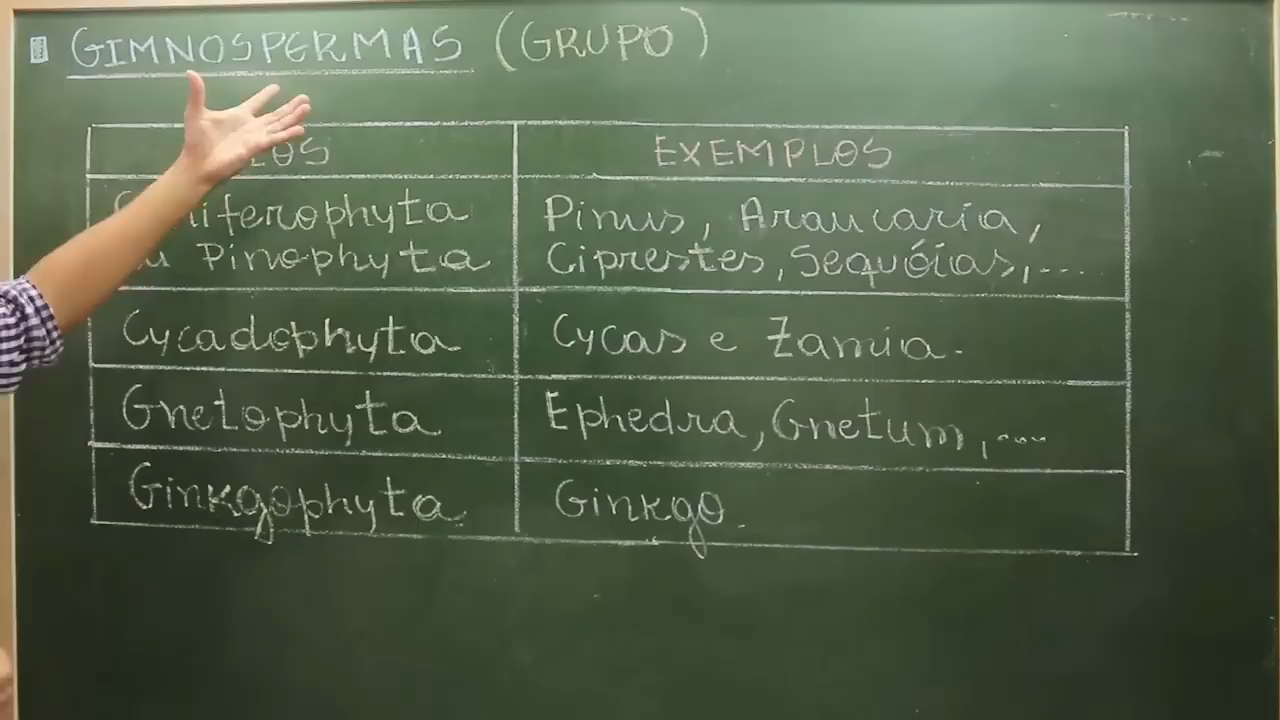 GIMNOSPERMAS (GRUPO)
EXEMPLOS
Pinophyta
Pinus, Araucaria,
Ciprestes, Sequóias,...
Cycadophyta
Cycas e Zamia.
Gnetophyta
Ephedra, Gnetum, ...
Ginkgophyta
Ginkgo.